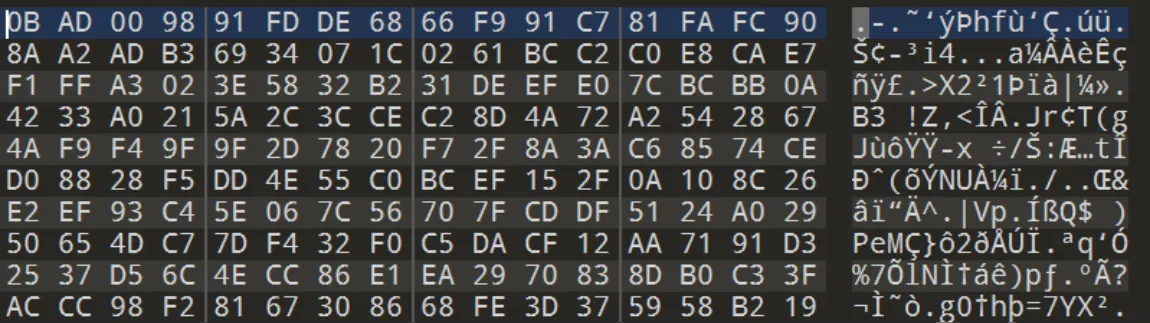 0B AD 00 98 91 FD DE 68 66 F9 91 C7 81 FA FC 90 .-.˜‘ýÞhfù‘Ç.úü.
8A A2 AD B3 69 34 07 1C 02 61 BC C2 C0 E8 CA E7 Š¢-³i4...a¼ÂÀèÊç
F1 FF A3 02 3E 58 32 B2 31 DE EF E0 7C BC BB 0A ñÿ£.>X2²1Þïà|¼».
42 33 A0 21 5A 2C 3C CE C2 8D 4A 72 A2 54 28 67 B3 !Z,<ÎÂ.Jr¢T(g
4A F9 F4 9F 9F 2D 78 20 F7 2F 8A 3A C6 85 74 CE JùôŸŸ-x ÷/Š:Æ…tÎ
D0 88 28 F5 DD 4E 55 C0 BC EF 15 2F 0A 10 8C 26 Ðˆ(õÝNUÀ¼ï./..Œ&
E2 EF 93 C4 5E 06 7C 56 70 7F CD DF 51 24 A0 29 âï“Ä^.|Vp.ÍßQ$ )
50 65 4D C7 7D F4 32 F0 C5 DA CF 12 AA 71 91 D3 PeMÇ}ô2ðÅÚÏ.ªq‘Ó
25 37 D5 6C 4E CC 86 E1 EA 29 70 83 8D B0 C3 3F %7ÕlNÌ†áê)pƒ.°Ã?
AC CC 98 F2 81 67 30 86 68 FE 3D 37 59 58 B2 19 ¬Ì˜ò.g0†hþ=7YX².